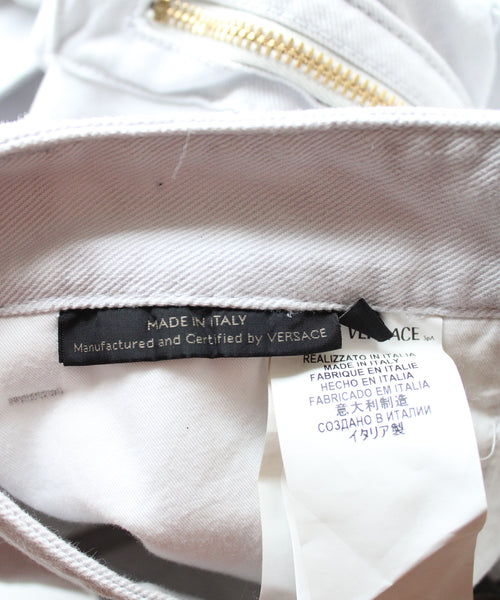 MADE IN ITALY
Manufactured and Certified by VERSACE
VERSACE
REALIZZATO IN ITALIA
MADE IN ITALY
FABRIQUE EN ITALIE
HECHO EN ITALIA
FABRICADO EM ITALIA
意大利制造
СОЗДАНО В ИТАЛИИ
イタリア製